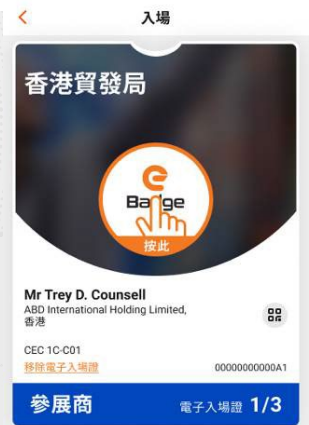 入場
香港貿發局
Badge
按此
Mr Trey D. Counsell
ABD International Holding Limited,
香港
CEC 1C-C01
移除電子入場證
00000000000A1
參展商
電子入場證 1/3